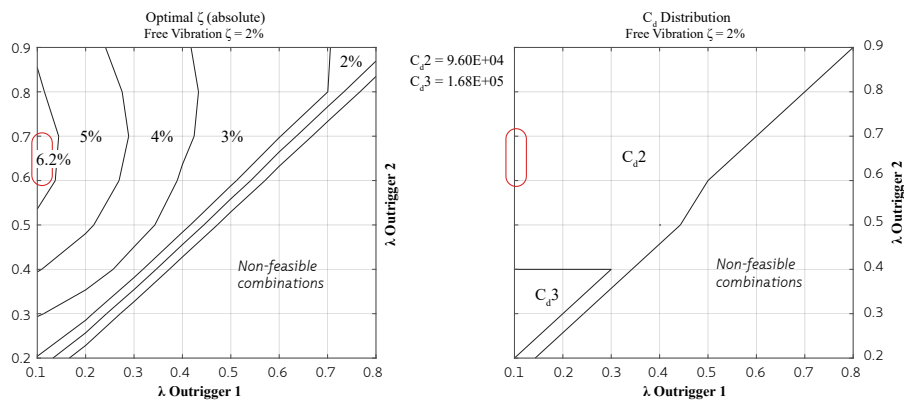 Optimal ζ (absolute)
Free Vibration ζ = 2%
0.9
0.8
0.7
0.6
0.5
0.4
0.3
0.2
2%
5%
4%
3%
6.2%
Non-feasible
combinations
0.1 0.2 0.3 0.4 0.5 0.6 0.7 0.8
λ Outrigger 1
C_d Distribution
Free Vibration ζ = 2%
C_d2 = 9.60E+04
C_d3 = 1.68E+05
C_d2
C_d3
Non-feasible
combinations
0.9
0.8
0.7
0.6
0.5
0.4
0.3
0.2
λ Outrigger 2
0.1 0.2 0.3 0.4 0.5 0.6 0.7 0.8
λ Outrigger 1